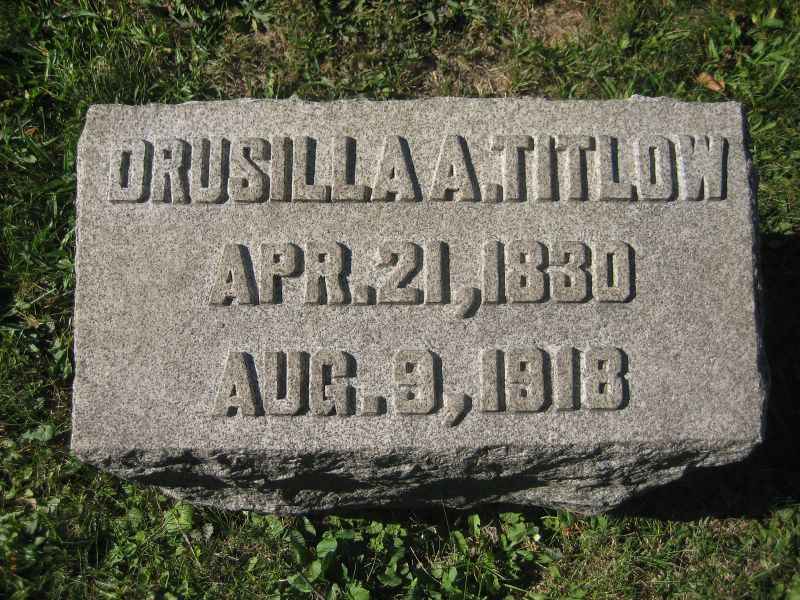 DRUSILLA A. TITLOW
APR. 21, 1830
AUG. 9, 1918